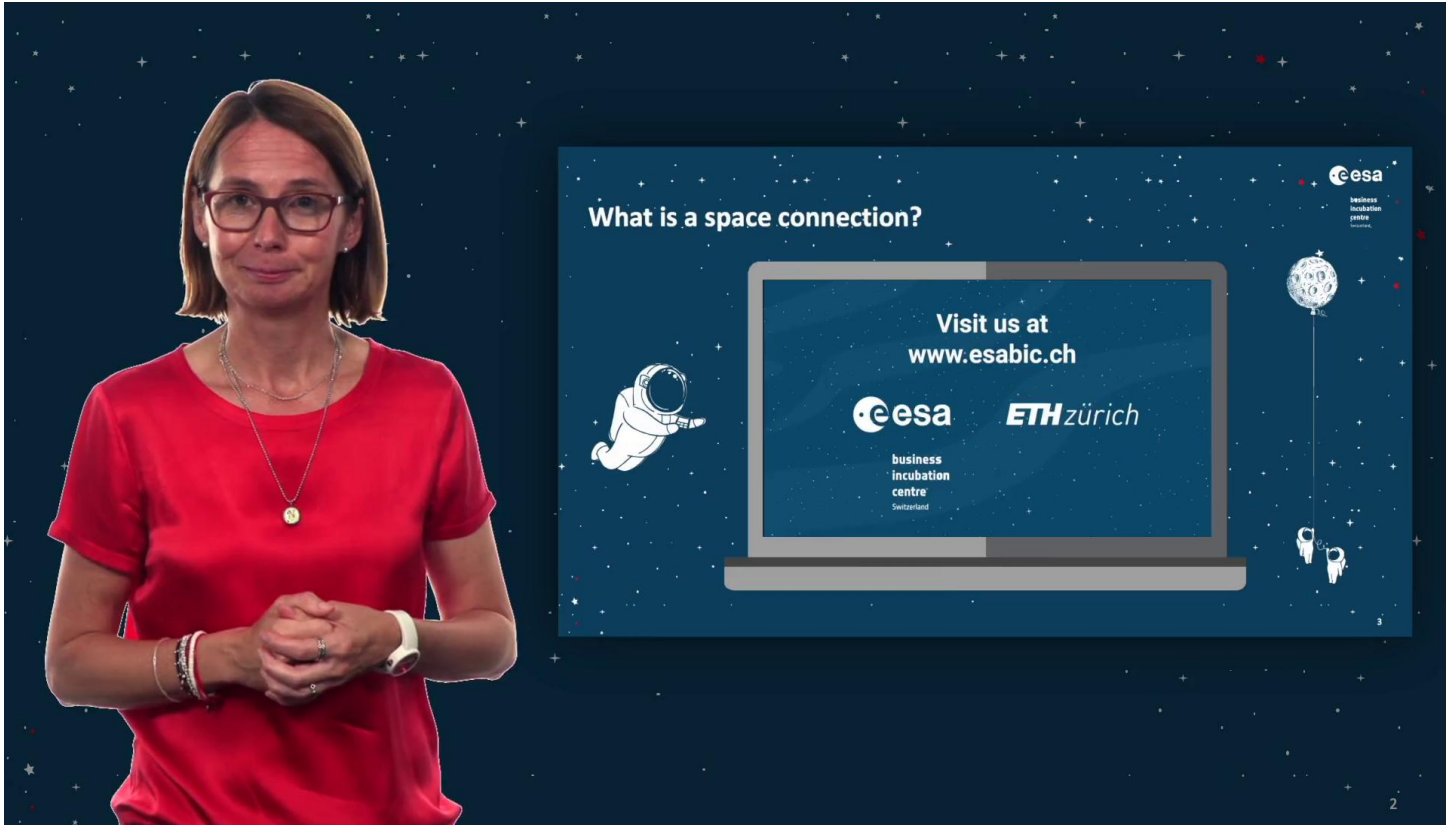 What is a space connection?
esa
business
incubation
centre
Switzerland
Visit us at
www.esabic.ch
esa
ETH zürich
business
incubation
centre
Switzerland
3
2